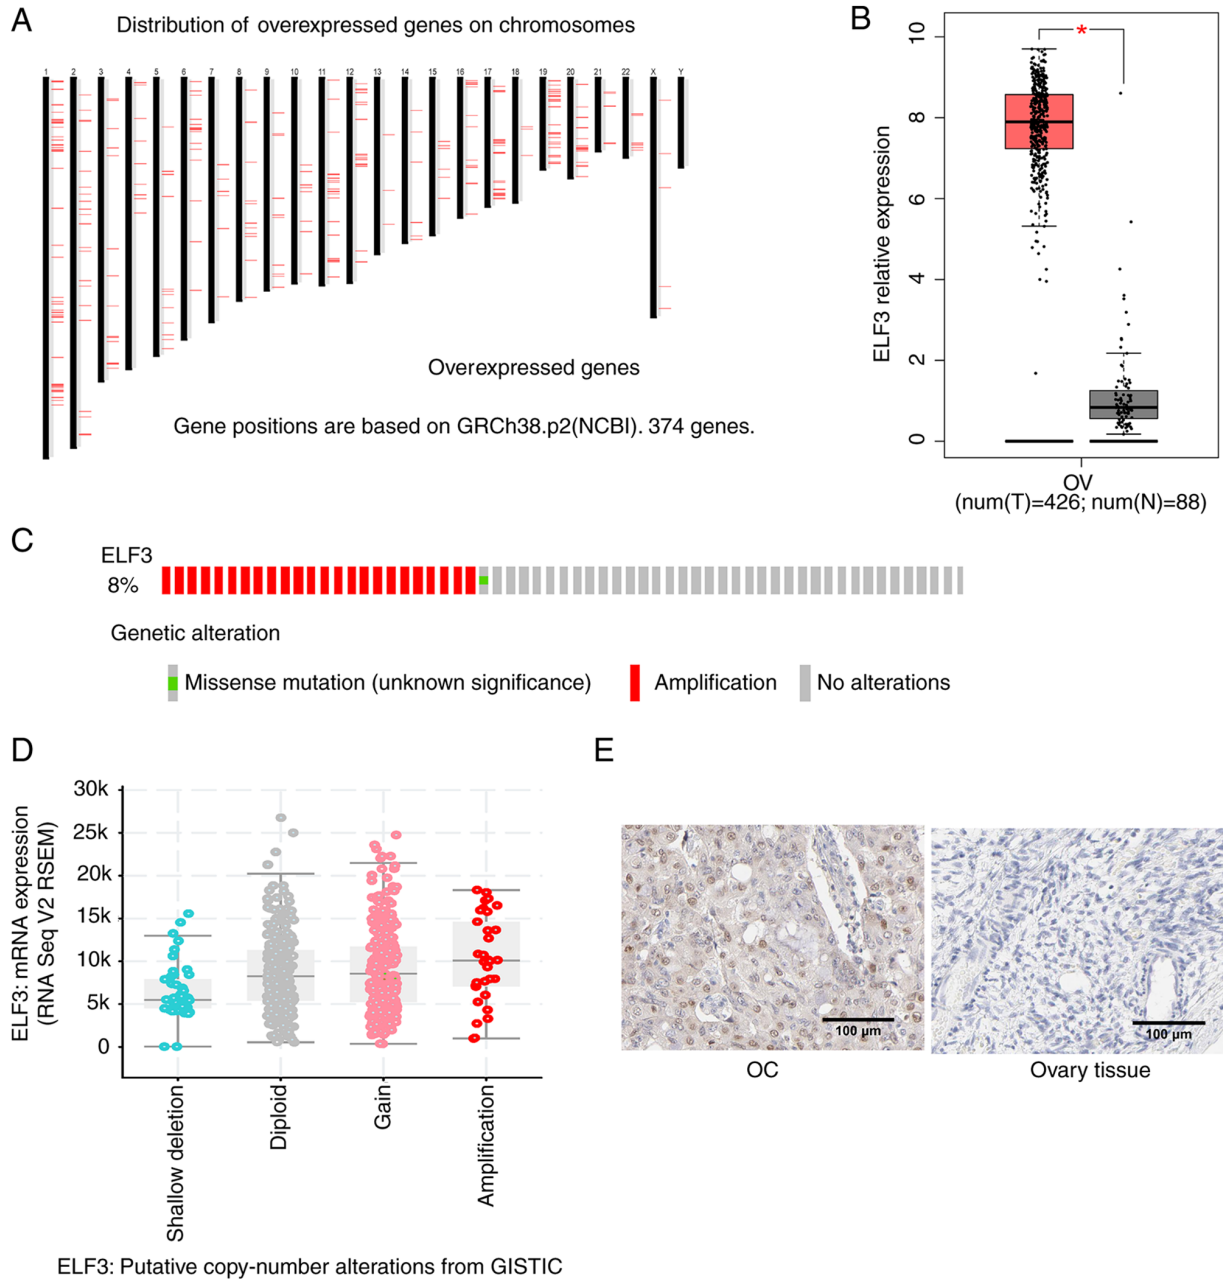 A
Distribution of overexpressed genes on chromosomes
1 2 3 4 5 6 7 8 9 10 11 12 13 14 15 16 17 18 19 20 21 22 X Y
Overexpressed genes
Gene positions are based on GRCh38.p2(NCBI). 374 genes.
B
*
ELF3 relative expression
10
8
6
4
2
0
OV
(num(T)=426; num(N)=88)
C
ELF3
8%
Genetic alteration
Missense mutation (unknown significance)
Amplification
No alterations
D
ELF3: mRNA expression
(RNA Seq V2 RSEM)
30k
25k
20k
15k
10k
5k
0
Shallow deletion
Diploid
Gain
Amplification
ELF3: Putative copy-number alterations from GISTIC
E
100 µm
100 µm
OC
Ovary tissue